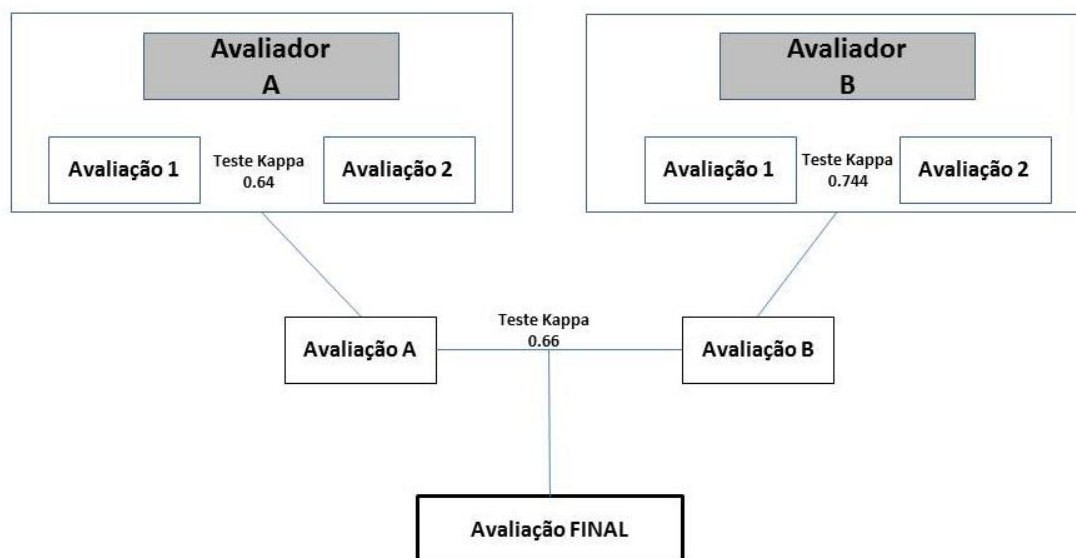 Avaliador
A
Avaliador
B
Avaliação 1
Teste Kappa
0.64
Avaliação 2
Avaliação 1
Teste Kappa
0.744
Avaliação 2
Avaliação A
Teste Kappa
0.66
Avaliação B
Avaliação FINAL